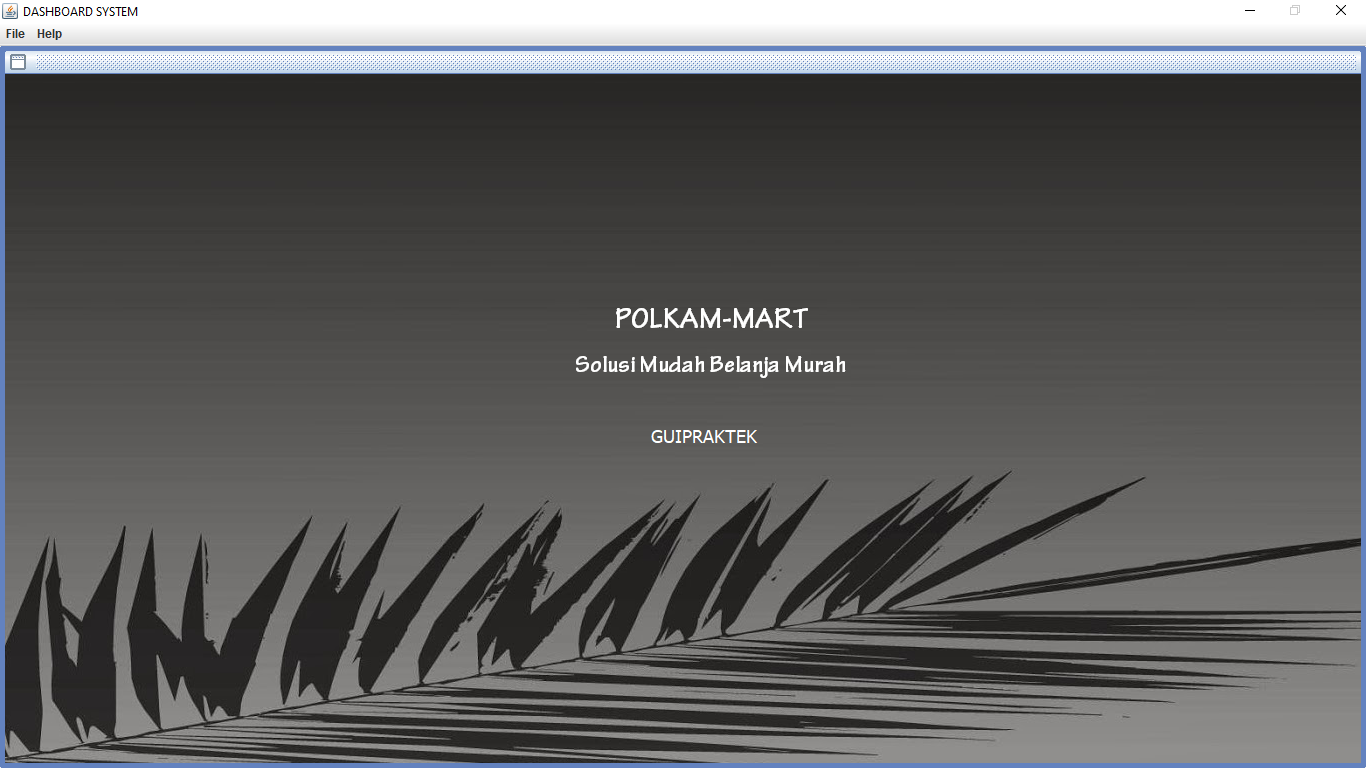 DASHBOARD SYSTEM
File Help
POLKAM-MART
Solusi Mudah Belanja Murah
GUIPRAKTEK